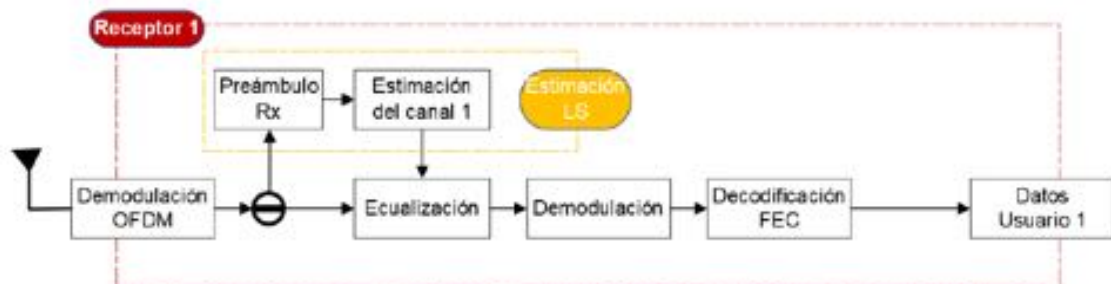 Receptor 1
Preámbulo
Rx
Estimación
del canal 1
Estimación
LS
Demodulación
OFDM
Ecualización
Demodulación
Decodificación
FEC
Datos
Usuario 1